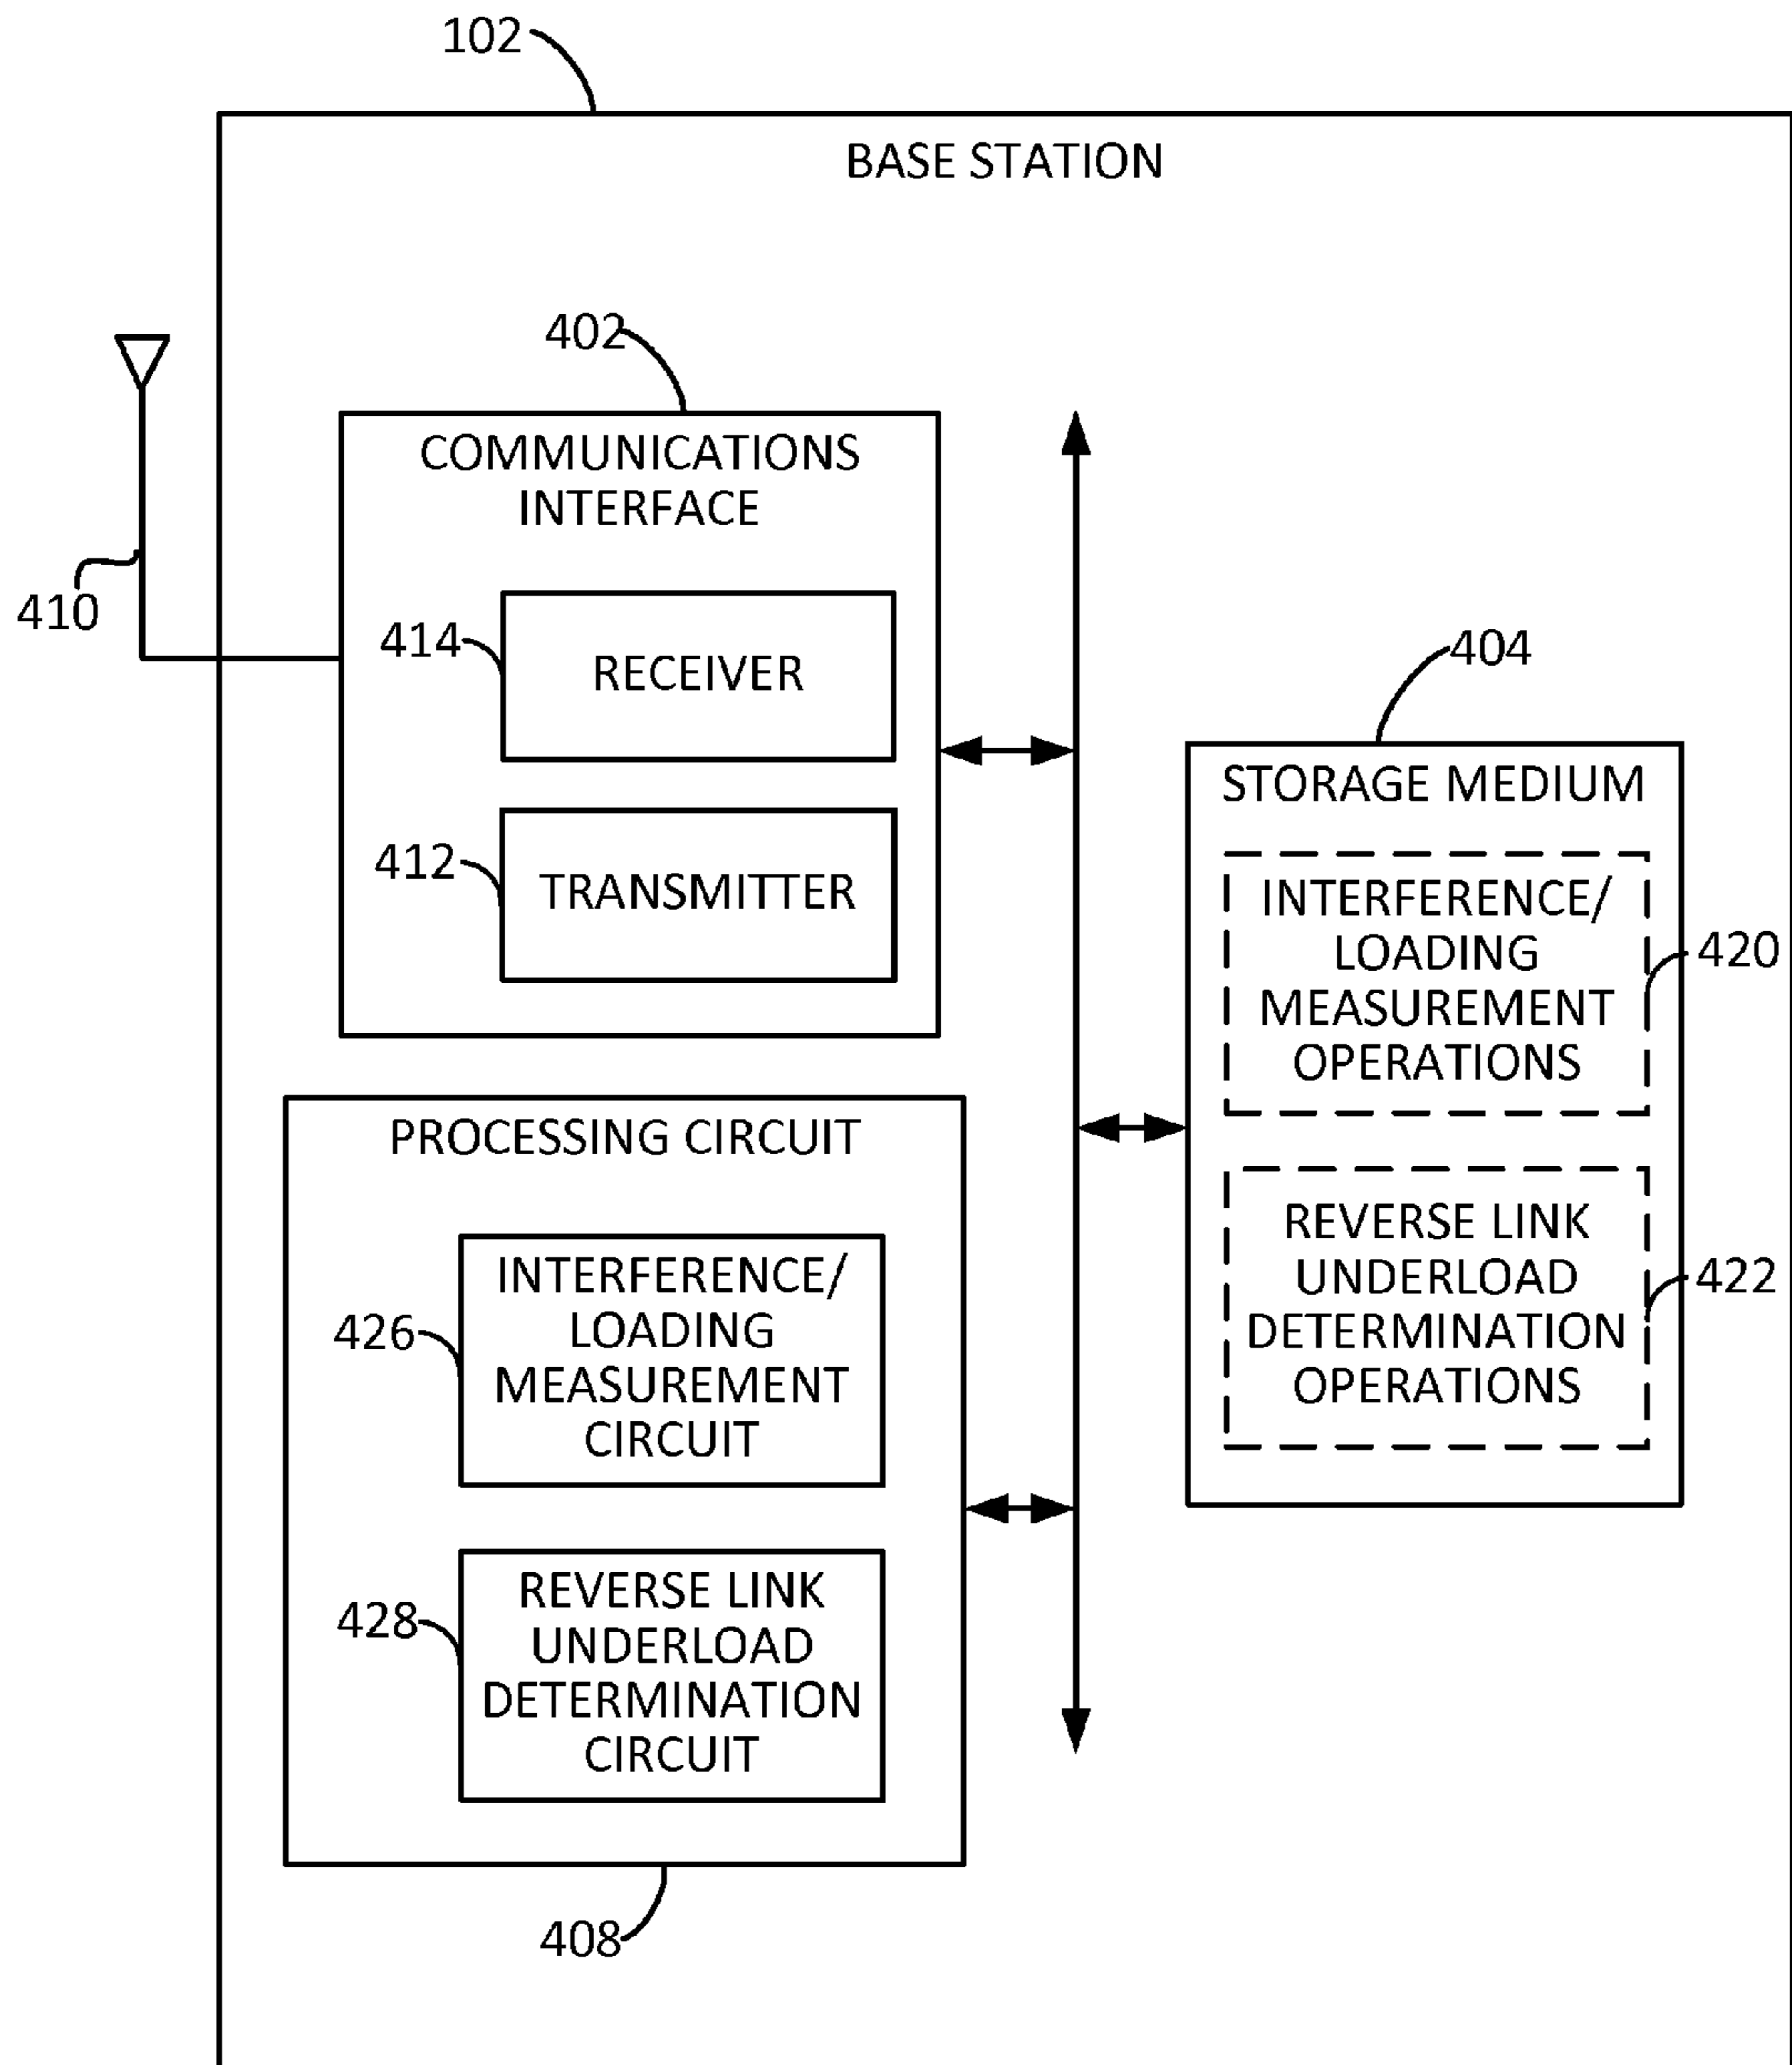 102
BASE STATION
402
COMMUNICATIONS
INTERFACE
410
414
RECEIVER
412
TRANSMITTER
404
STORAGE MEDIUM
INTERFERENCE/
LOADING
MEASUREMENT
OPERATIONS
420
REVERSE LINK
UNDERLOAD
DETERMINATION
OPERATIONS
422
PROCESSING CIRCUIT
426
INTERFERENCE/
LOADING
MEASUREMENT
CIRCUIT
428
REVERSE LINK
UNDERLOAD
DETERMINATION
CIRCUIT
408